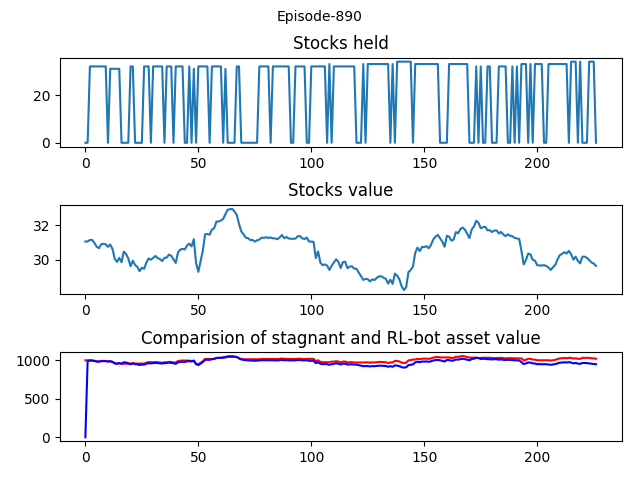 Episode-890
Stocks held
20
0
0 50 100 150 200
Stocks value
32
30
0 50 100 150 200
Comparision of stagnant and RL-bot asset value
1000
500
0
0 50 100 150 200